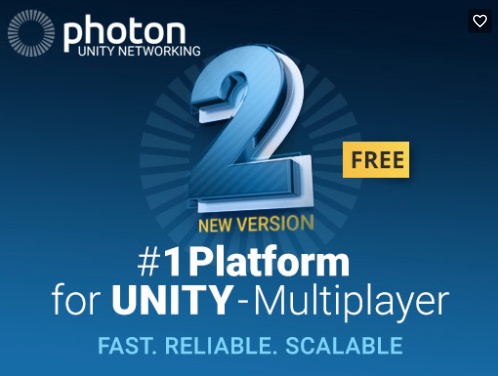 photon
UNITY NETWORKING
2
FREE
NEW VERSION
#1 Platform
for UNITY-Multiplayer
FAST. RELIABLE. SCALABLE